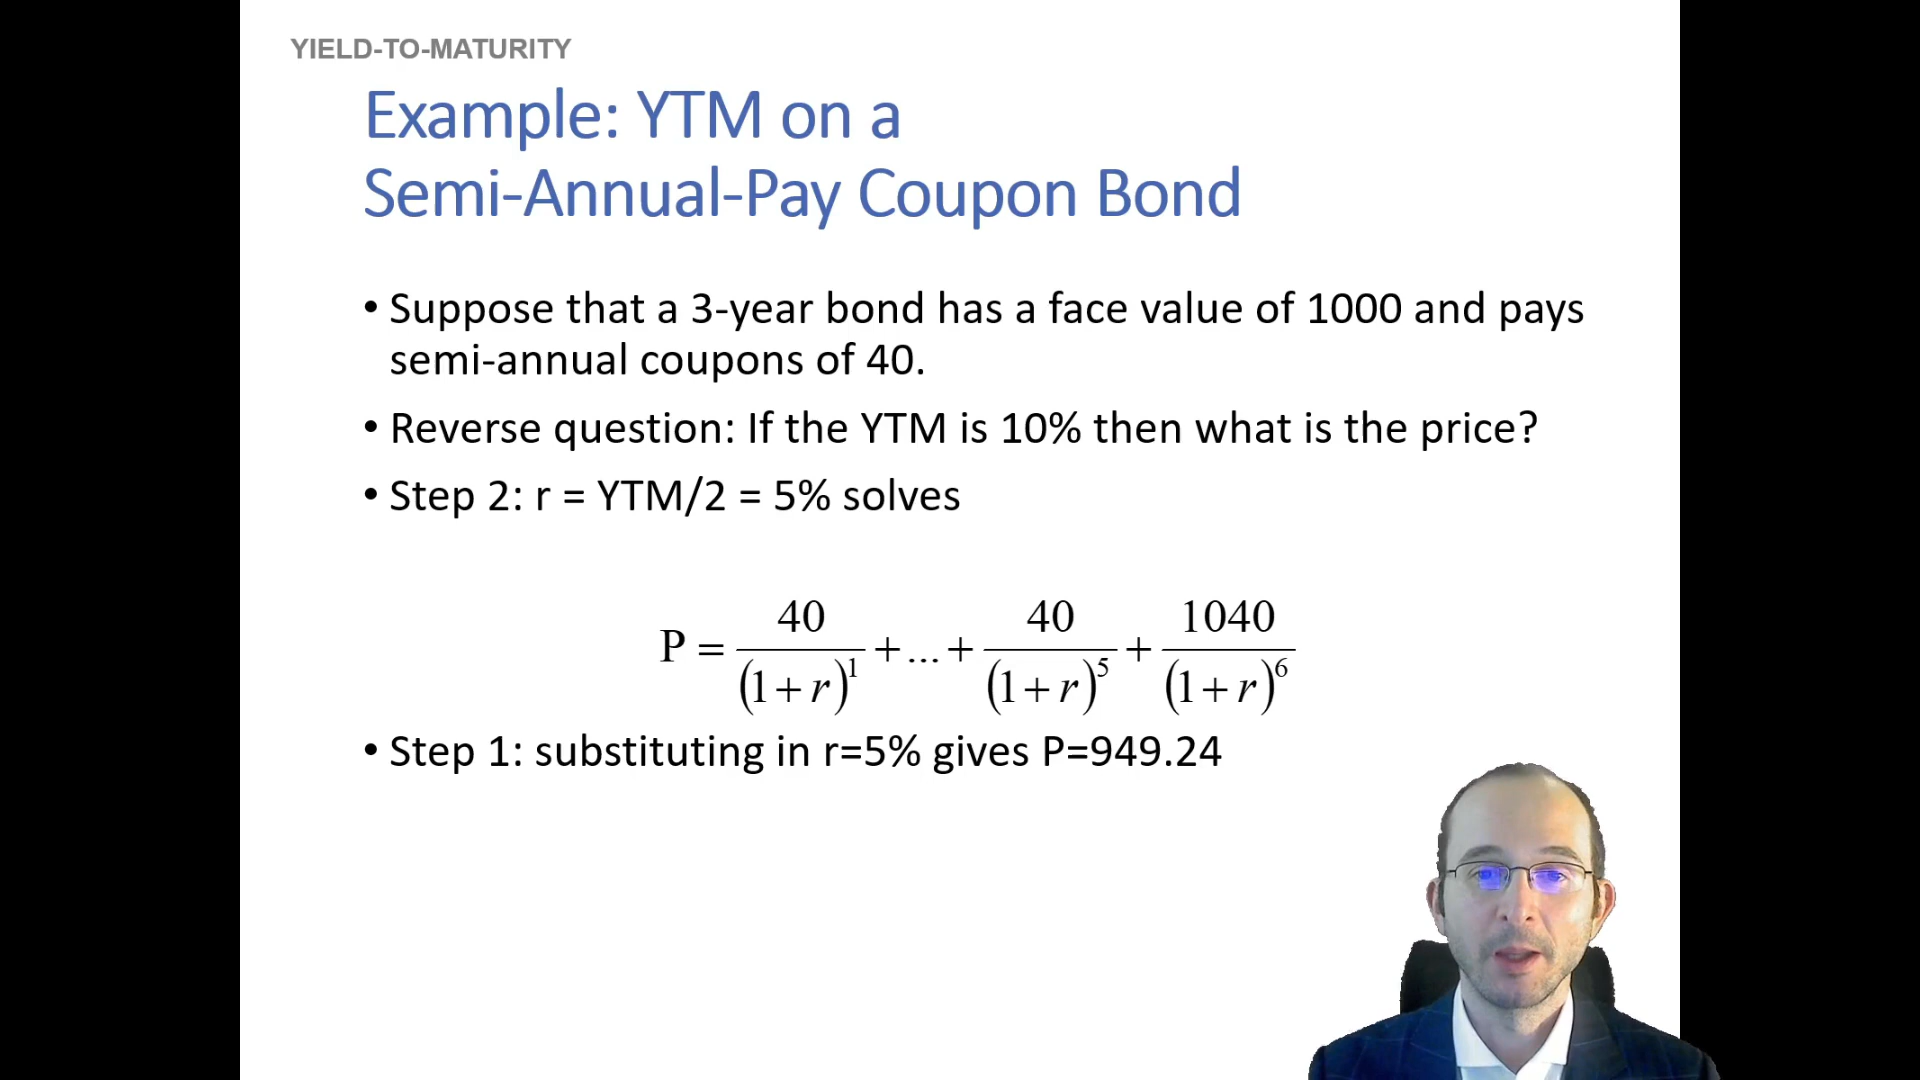 YIELD-TO-MATURITY
Example: YTM on a
Semi-Annual-Pay Coupon Bond
• Suppose that a 3-year bond has a face value of 1000 and pays
semi-annual coupons of 40.
• Reverse question: If the YTM is 10% then what is the price?
• Step 2: r = YTM/2 = 5% solves
P = 40/(1+r)^1 + ... + 40/(1+r)^5 + 1040/(1+r)^6
• Step 1: substituting in r=5% gives P=949.24